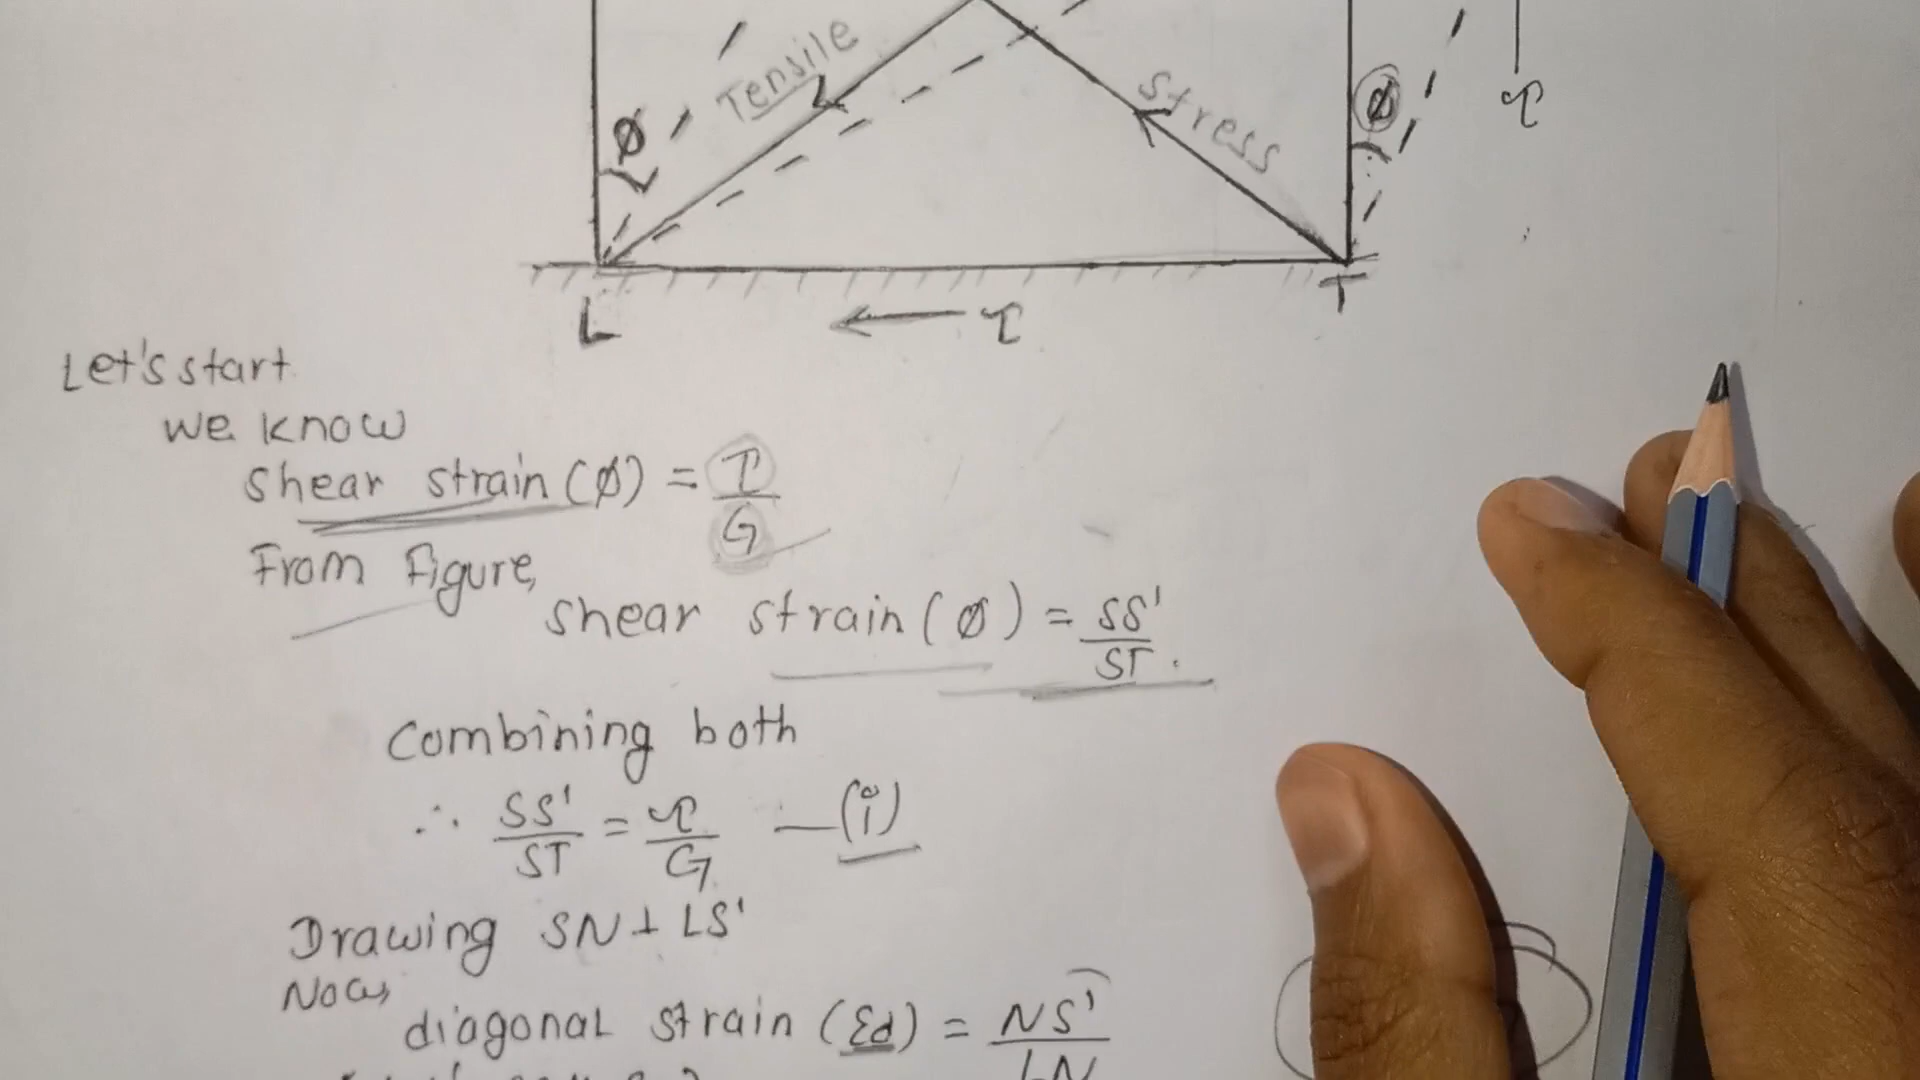 Tensile
Stress
Ø
Ø
τ
L
T
← τ
Let's start
we know
Shear strain (Ø) = τ/G
From Figure,
Shear strain (Ø) = SS'/ST.
Combining both
∴ SS'/ST = τ/G —(i)
Drawing SN ⊥ LS'
Now,
diagonal strain (Ɛd) = NS'/LN